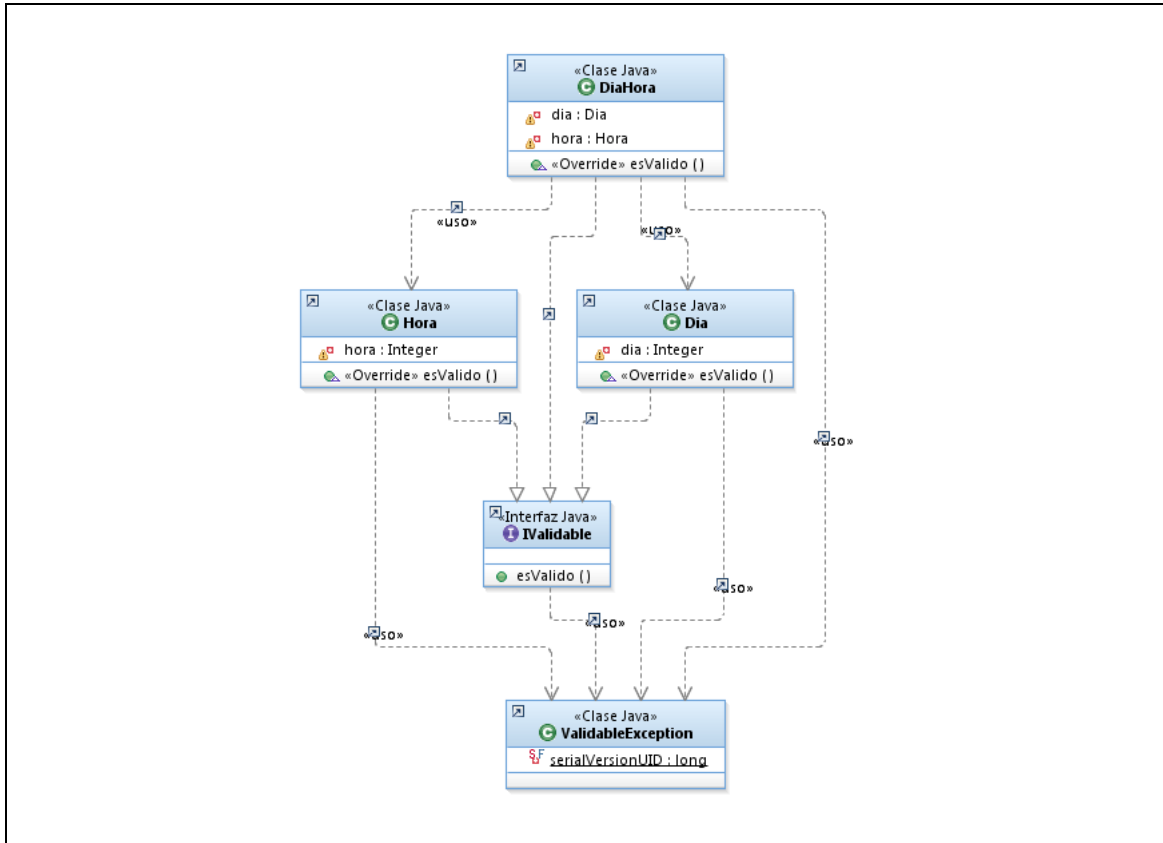 «Clase Java»
DiaHora
dia : Dia
hora : Hora
«Override» esValido ( )
«uso»
«uso»
«Clase Java»
Hora
hora : Integer
«Override» esValido ( )
«Clase Java»
Dia
dia : Integer
«Override» esValido ( )
«uso»
«Interfaz Java»
IValidable
esValido ( )
«uso»
«uso»
«uso»
«Clase Java»
ValidableException
serialVersionUID : long